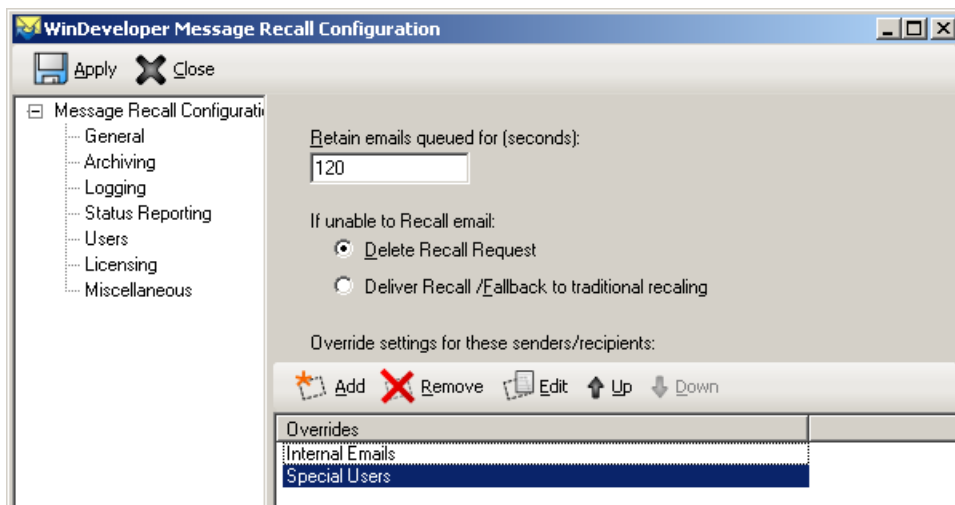 WinDeveloper Message Recall Configuration
Apply Close
Message Recall Configurati
General
Archiving
Logging
Status Reporting
Users
Licensing
Miscellaneous
Retain emails queued for (seconds):
120
If unable to Recall email:
Delete Recall Request
Deliver Recall /Fallback to traditional recaling
Override settings for these senders/recipients:
Add Remove Edit Up Down
Overrides
Internal Emails
Special Users